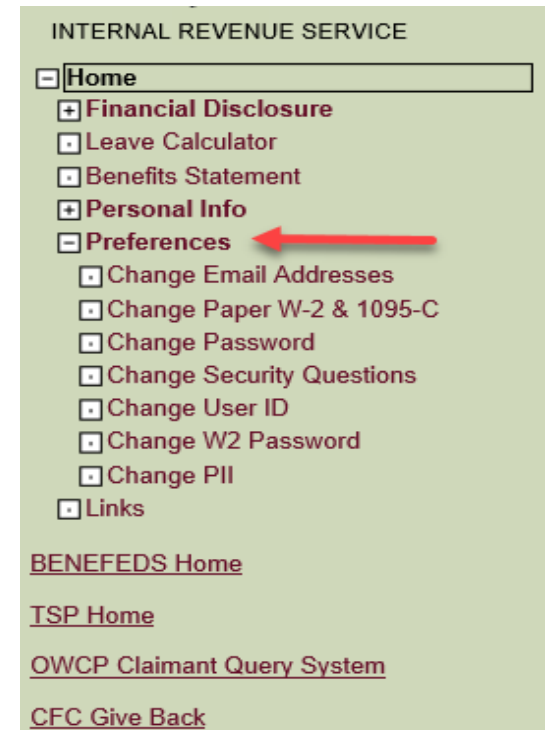 INTERNAL REVENUE SERVICE
Home
Financial Disclosure
Leave Calculator
Benefits Statement
Personal Info
Preferences
Change Email Addresses
Change Paper W-2 & 1095-C
Change Password
Change Security Questions
Change User ID
Change W2 Password
Change PII
Links
BENEFEDS Home
TSP Home
OWCP Claimant Query System
CFC Give Back